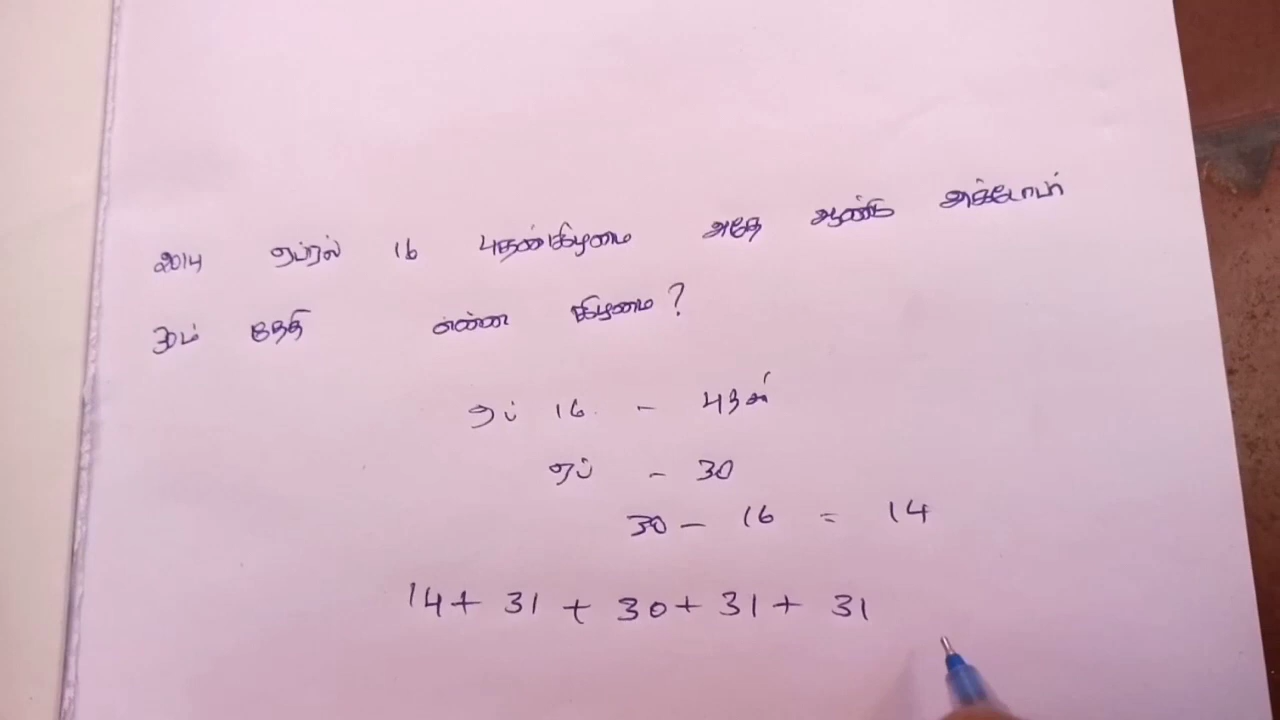 2014 ஏப்ரல் 16 புதன்கிழமை அதே ஆண்டு அக்டோபர்
30ம் தேதி என்ன கிழமை?
ஏப் 16 - புதன்
ஏப் - 30
30 - 16 = 14
14 + 31 + 30 + 31 + 31